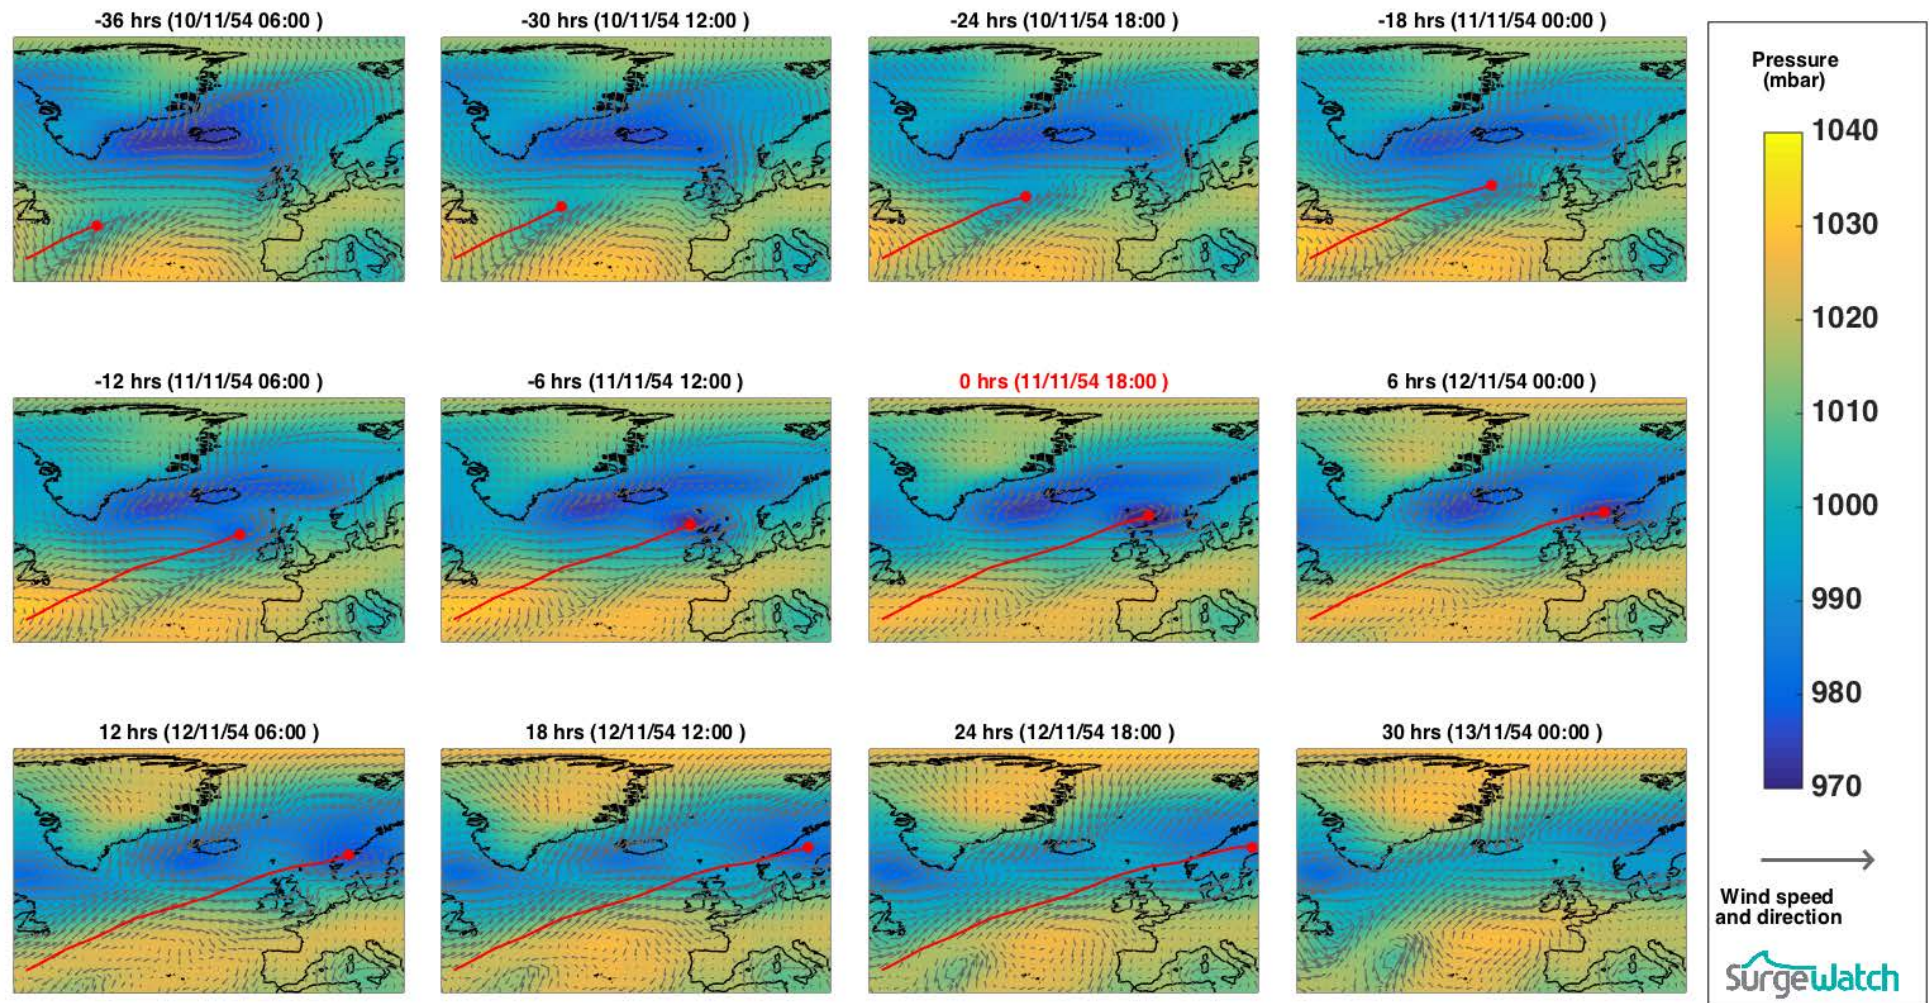 -36 hrs (10/11/54 06:00 )
-30 hrs (10/11/54 12:00 )
-24 hrs (10/11/54 18:00 )
-18 hrs (11/11/54 00:00 )
-12 hrs (11/11/54 06:00 )
-6 hrs (11/11/54 12:00 )
0 hrs (11/11/54 18:00 )
6 hrs (12/11/54 00:00 )
12 hrs (12/11/54 06:00 )
18 hrs (12/11/54 12:00 )
24 hrs (12/11/54 18:00 )
30 hrs (13/11/54 00:00 )
Pressure
(mbar)
1040
1030
1020
1010
1000
990
980
970
Wind speed
and direction
Surgewatch